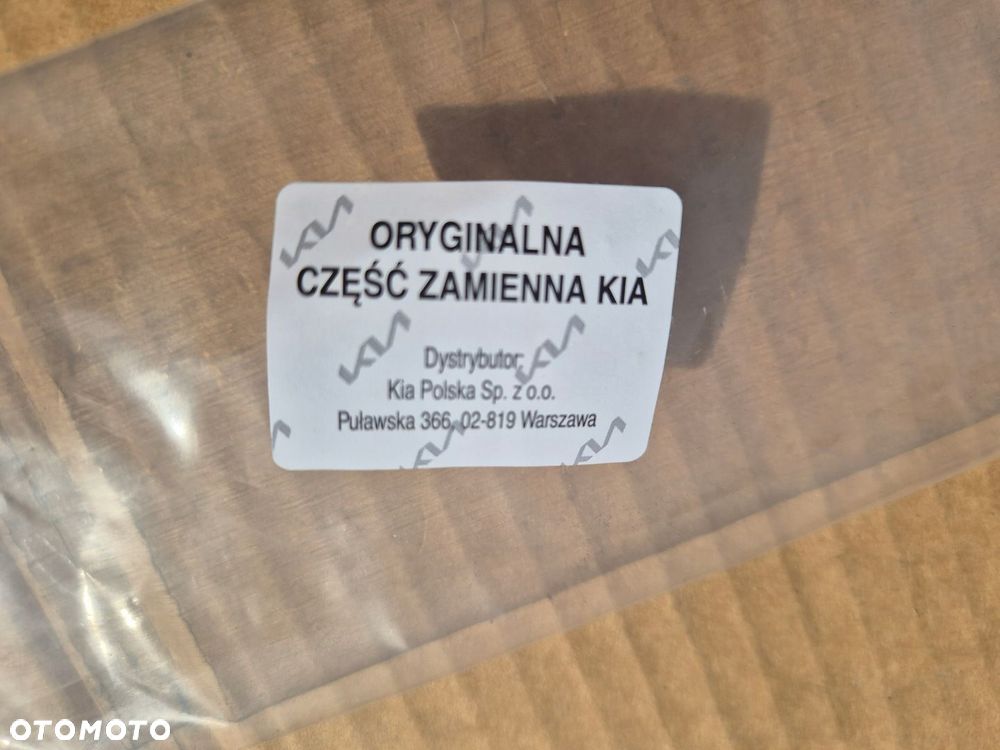 ORYGINALNA
CZĘŚĆ ZAMIENNA KIA
Dystrybutor:
Kia Polska Sp. z o.o.
Puławska 366, 02-819 Warszawa
OTOMOTO